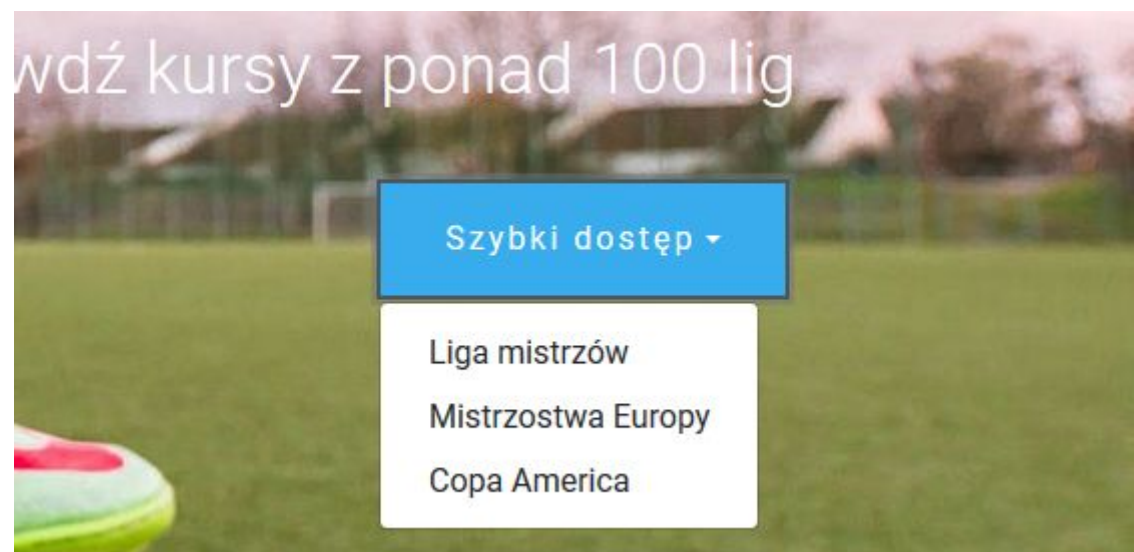 wdź kursy z ponad 100 lig
Szybki dostęp
Liga mistrzów
Mistrzostwa Europy
Copa America